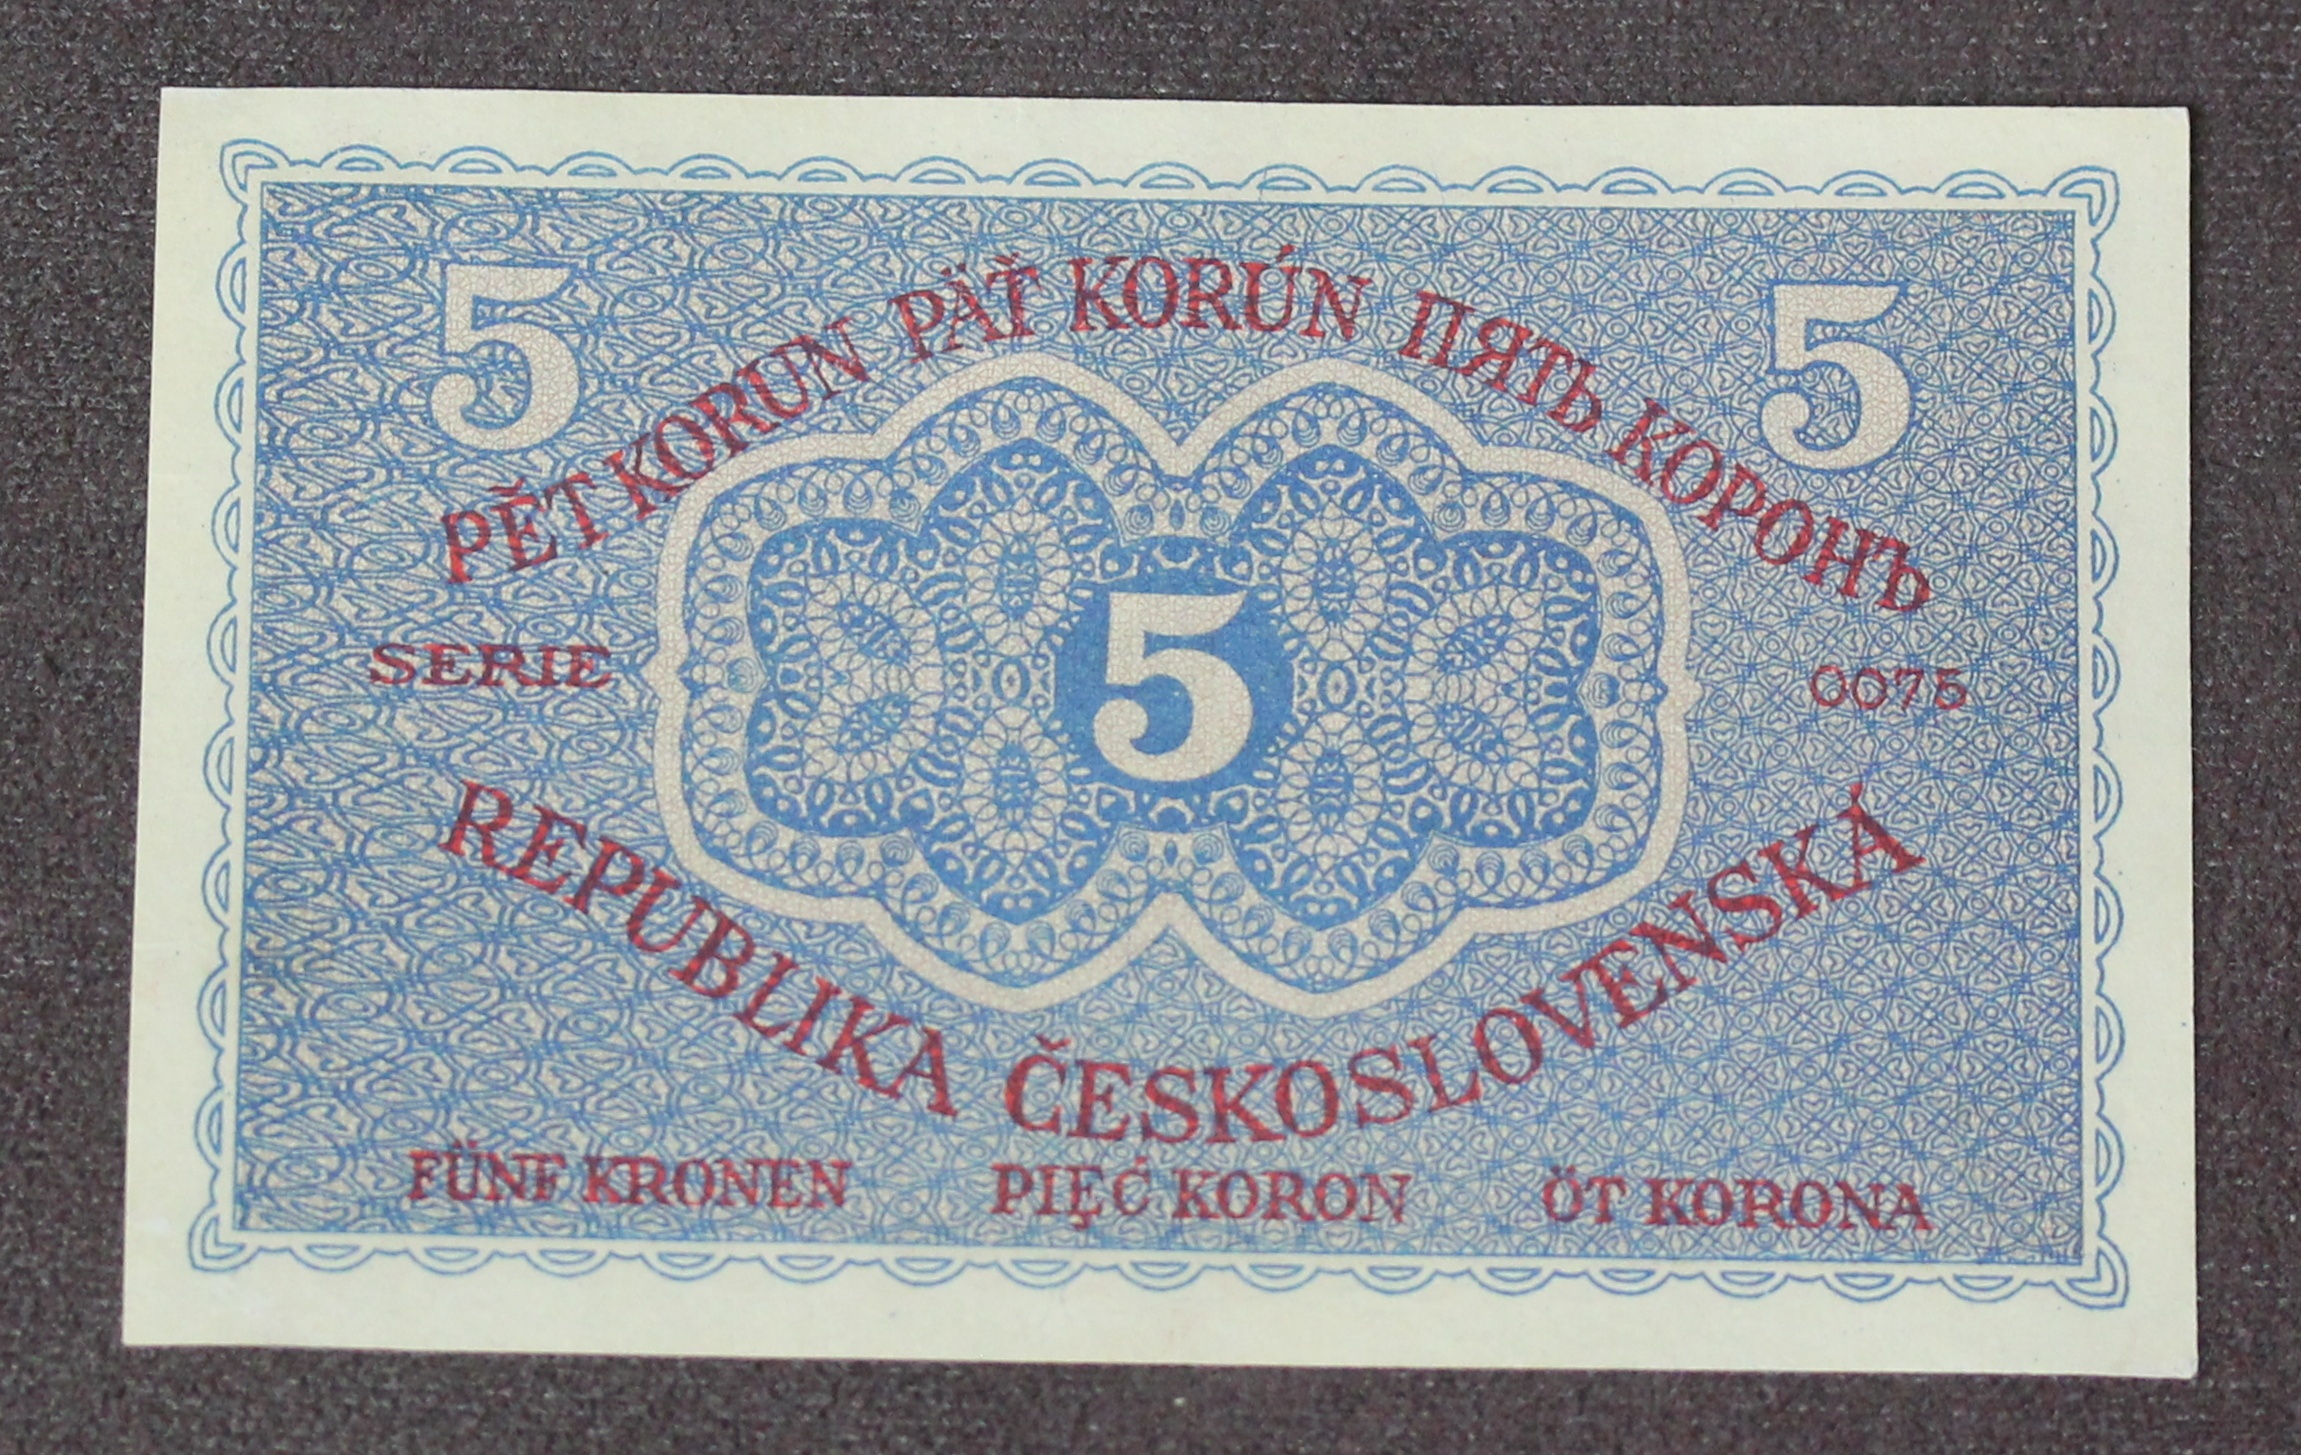 5 5
PĚT KORUN PÄŤ KORÚN ПЯТЬ КОРОНЪ
SERIE 5 0075
REPUBLIKA ČESKOSLOVENSKÁ
FÜNF KRONEN PIĘĆ KORON ÖT KORONA